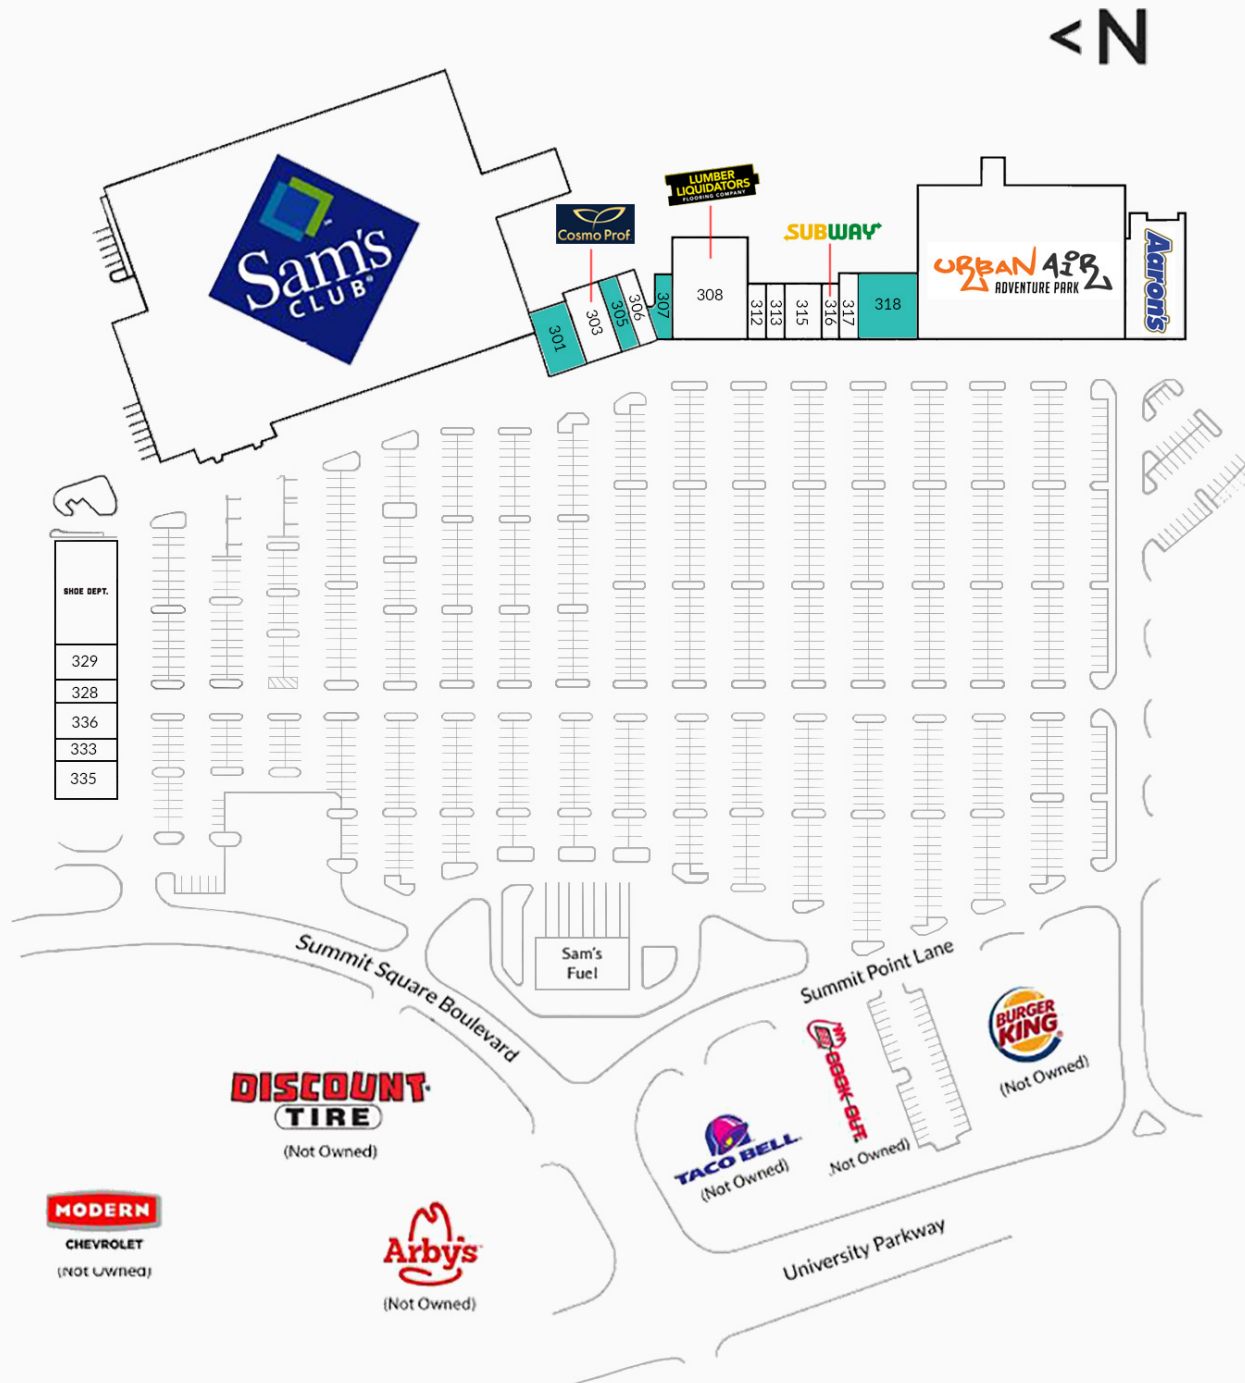 < N
Sam's
CLUB
Cosmo Prof
LUMBER
LIQUIDATORS
FLOORING COMPANY
SUBWAY
URBAN AIR
ADVENTURE PARK
Aaron's
301
303
305
306
307
308
312
313
315
316
317
318
SHOE DEPT.
329
328
336
333
335
Sam's
Fuel
Summit Square Boulevard
Summit Point Lane
University Parkway
DISCOUNT
TIRE
(Not Owned)
MODERN
CHEVROLET
(Not Owned)
Arby's
(Not Owned)
TACO BELL
(Not Owned)
COOK-OUT
Not Owned)
BURGER
KING
(Not Owned)